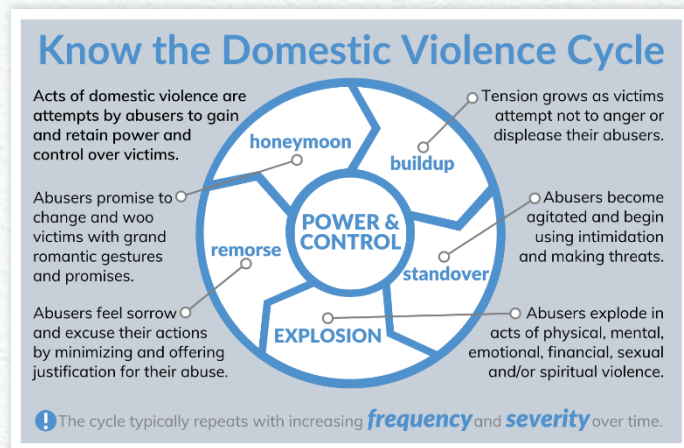 Know the Domestic Violence Cycle
Acts of domestic violence are
attempts by abusers to gain
and retain power and
control over victims.
honeymoon
buildup
Tension grows as victims
attempt not to anger or
displease their abusers.
Abusers promise to
change and woo
victims with grand
romantic gestures
and promises.
POWER &
CONTROL
remorse
standover
Abusers become
agitated and begin
using intimidation
and making threats.
Abusers feel sorrow
and excuse their actions
by minimizing and offering
justification for their abuse.
EXPLOSION
Abusers explode in
acts of physical, mental,
emotional, financial, sexual
and/or spiritual violence.
! The cycle typically repeats with increasing frequency and severity over time.